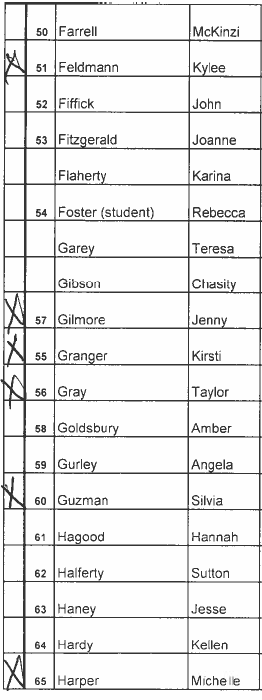 50 Farrell McKinzi
X 51 Feldmann Kylee
52 Fiffick John
53 Fitzgerald Joanne
Flaherty Karina
54 Foster (student) Rebecca
Garey Teresa
Gibson Chasity
X 57 Gilmore Jenny
X 55 Granger Kirsti
X 56 Gray Taylor
58 Goldsbury Amber
59 Gurley Angela
X 60 Guzman Silvia
61 Hagood Hannah
62 Halferty Sutton
63 Haney Jesse
64 Hardy Kellen
X 65 Harper Michelle